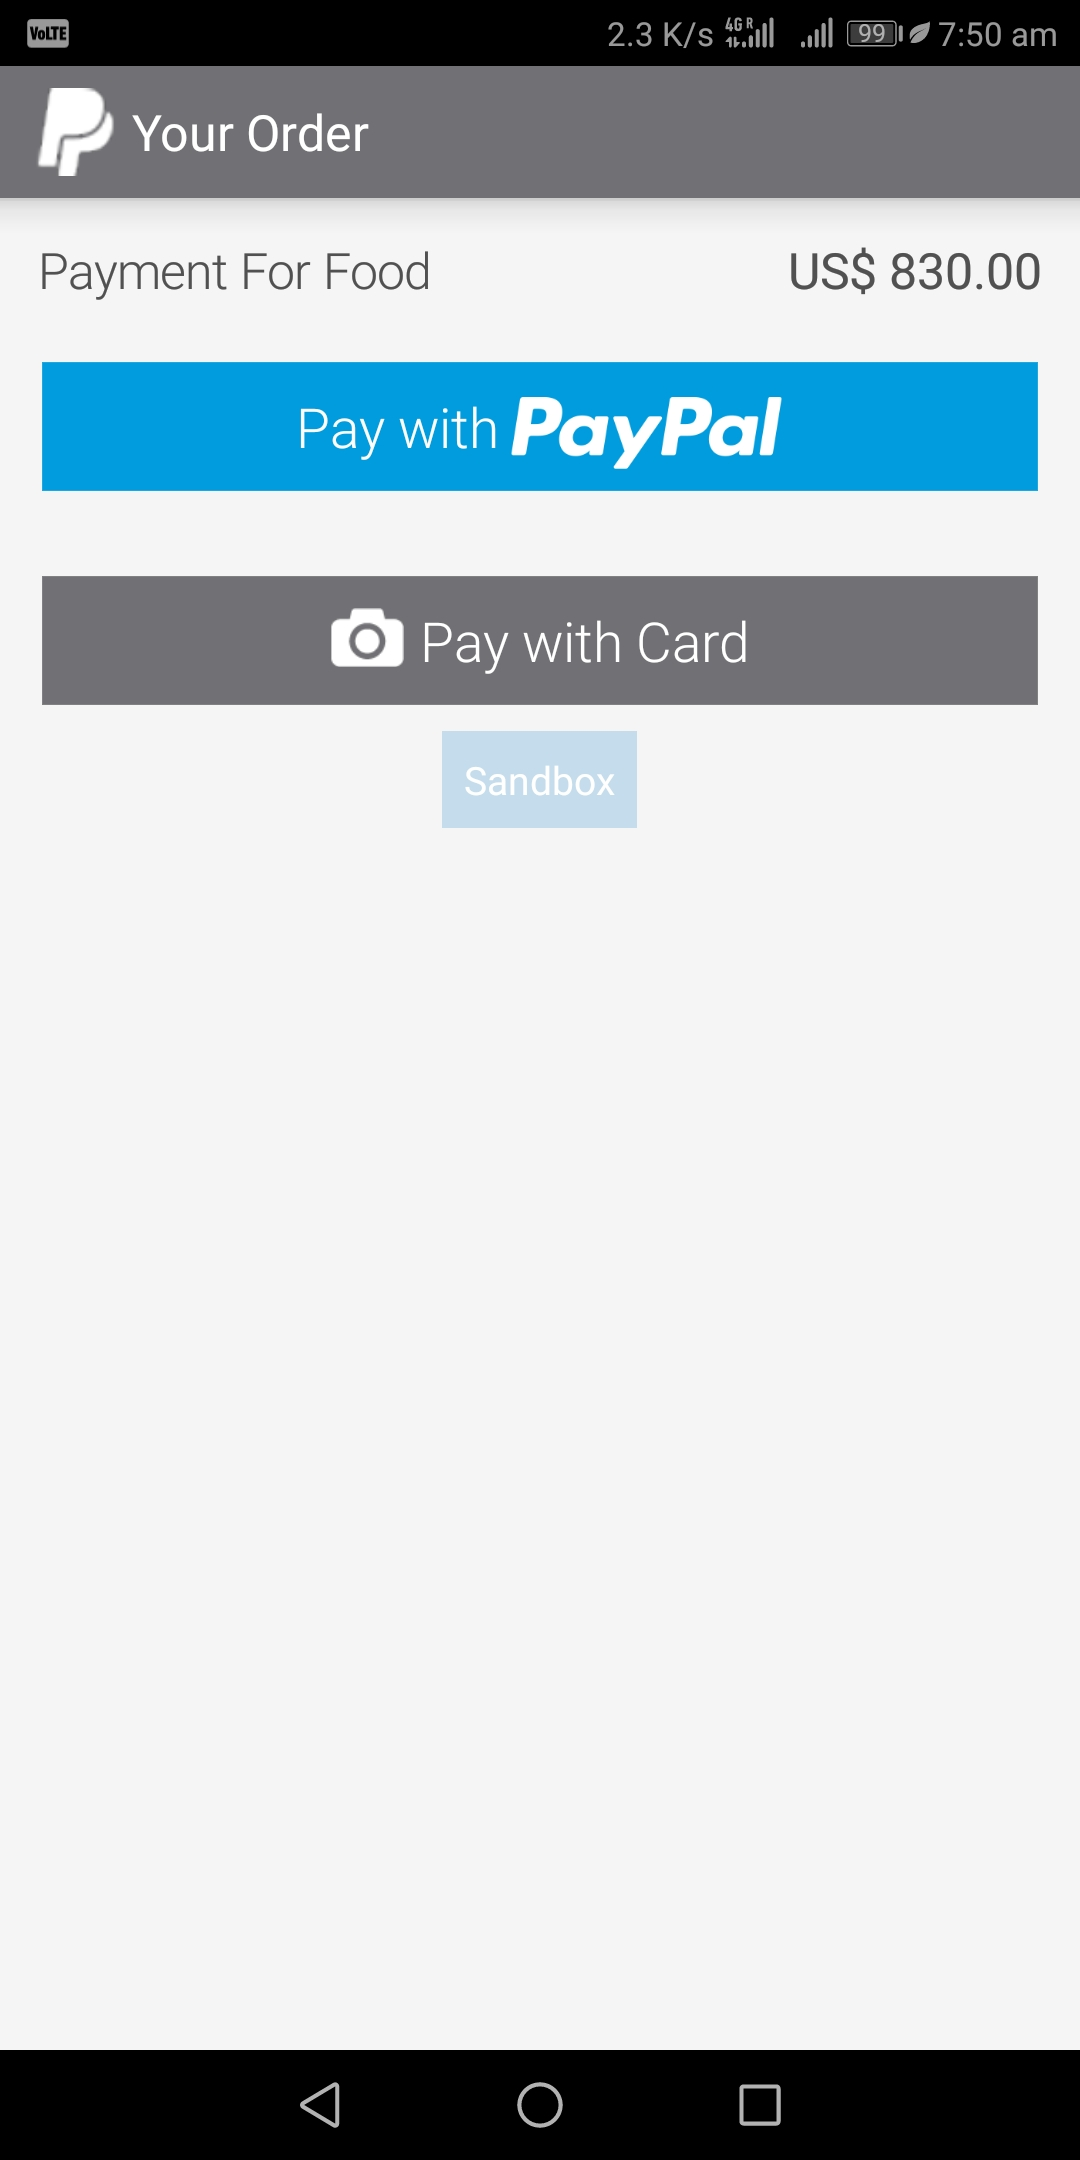 VoLTE 2.3 K/s 4G R 99 7:50 am
Your Order
Payment For Food US$ 830.00
Pay with PayPal
Pay with Card
Sandbox